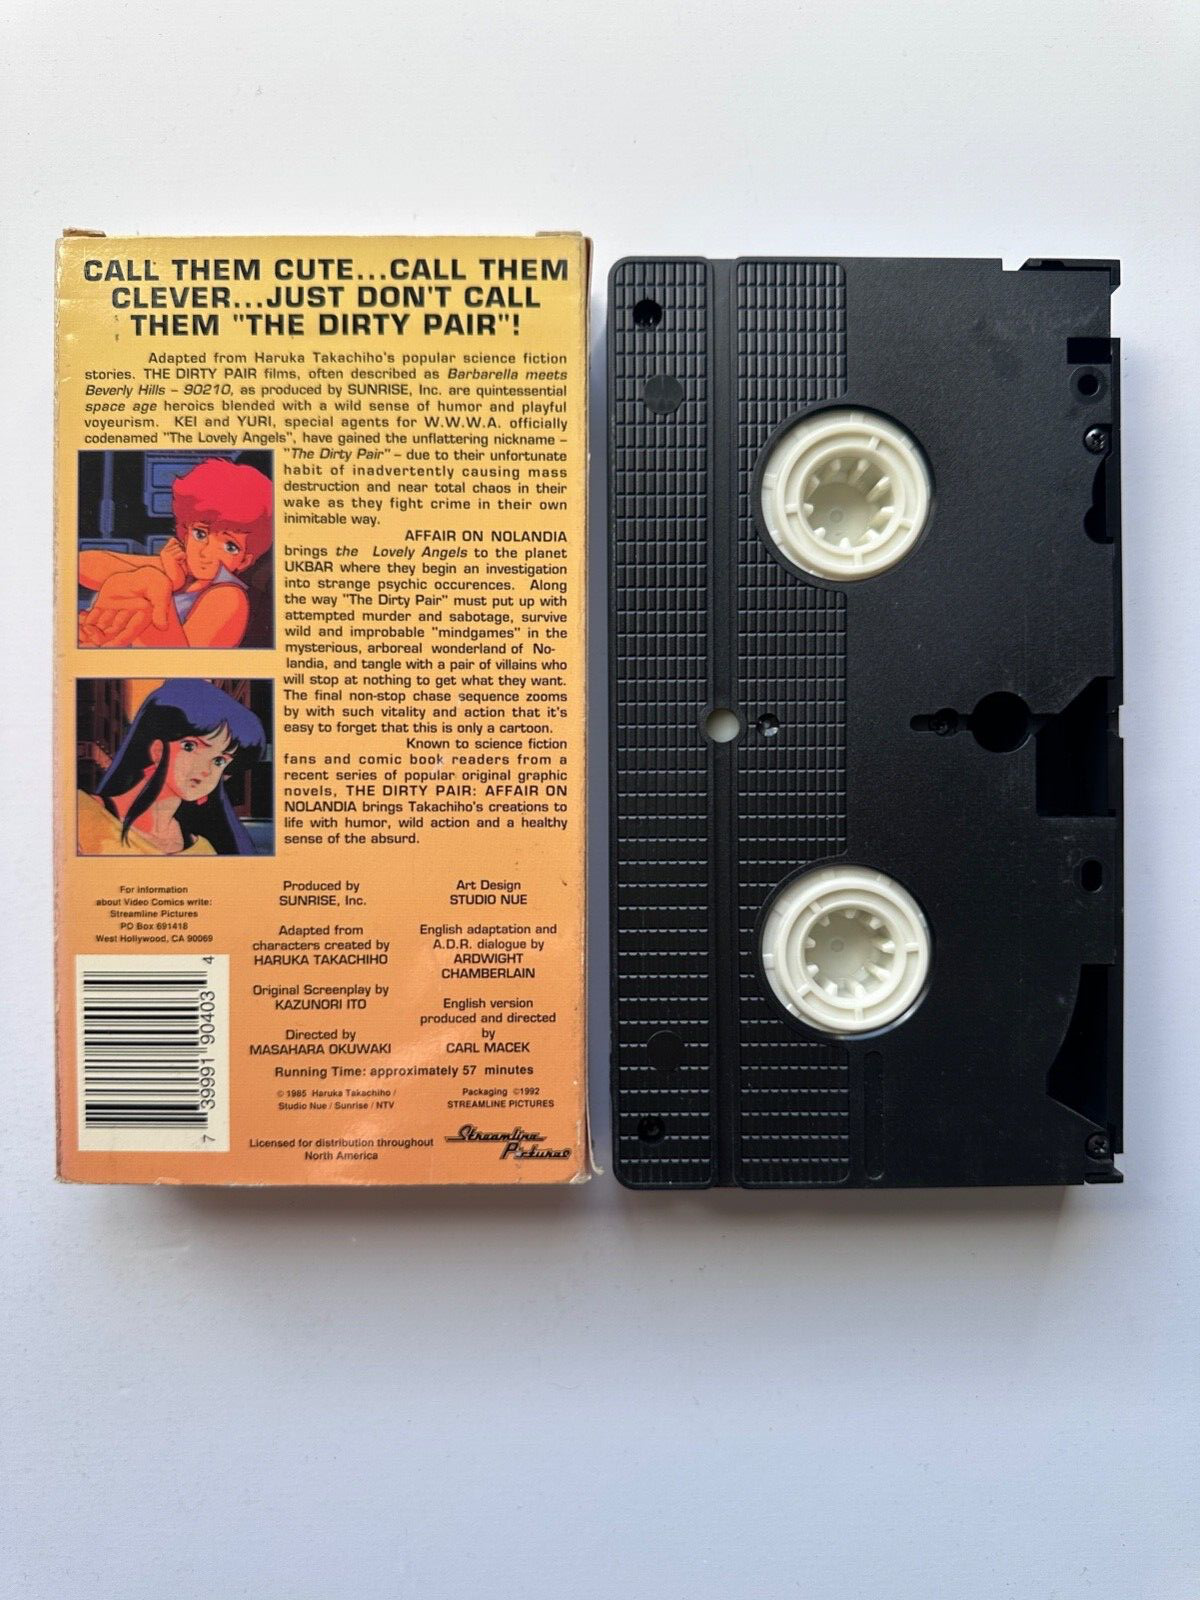 CALL THEM CUTE...CALL THEM
CLEVER...JUST DON'T CALL
THEM "THE DIRTY PAIR"!
Adapted from Haruka Takachiho's popular science fiction
stories. THE DIRTY PAIR films, often described as Barbarella meets
Beverly Hills – 90210, as produced by SUNRISE, Inc. are quintessential
space age heroics blended with a wild sense of humor and playful
voyeurism. KEI and YURI, special agents for W.W.W.A. officially
codenamed "The Lovely Angels", have gained the unflattering nickname –
"The Dirty Pair" – due to their unfortunate
habit of inadvertently causing mass
destruction and near total chaos in their
wake as they fight crime in their own
inimitable way.
AFFAIR ON NOLANDIA
brings the Lovely Angels to the planet
UKBAR where they begin an investigation
into strange psychic occurences. Along
the way "The Dirty Pair" must put up with
attempted murder and sabotage, survive
wild and improbable "mindgames" in the
mysterious, arboreal wonderland of No-
landia, and tangle with a pair of villains who
will stop at nothing to get what they want.
The final non-stop chase sequence zooms
by with such vitality and action that it's
easy to forget that this is only a cartoon.
Known to science fiction
fans and comic book readers from a
recent series of popular original graphic
novels, THE DIRTY PAIR: AFFAIR ON
NOLANDIA brings Takachiho's creations to
life with humor, wild action and a healthy
sense of the absurd.
For information
about Video Comics write:
Streamline Pictures
PO Box 691418
West Hollywood, CA 90069
Produced by
SUNRISE, Inc.
Adapted from
characters created by
HARUKA TAKACHIHO
Original Screenplay by
KAZUNORI ITO
Directed by
MASAHARA OKUWAKI
Art Design
STUDIO NUE
English adaptation and
A.D.R. dialogue by
ARDWIGHT
CHAMBERLAIN
English version
produced and directed
by
CARL MACEK
Running Time: approximately 57 minutes
© 1985 Haruka Takachiho /
Studio Nue / Sunrise / NTV
Packaging ©1992
STREAMLINE PICTURES
Licensed for distribution throughout
North America
Streamline
Pictures
7 39991 90403 4